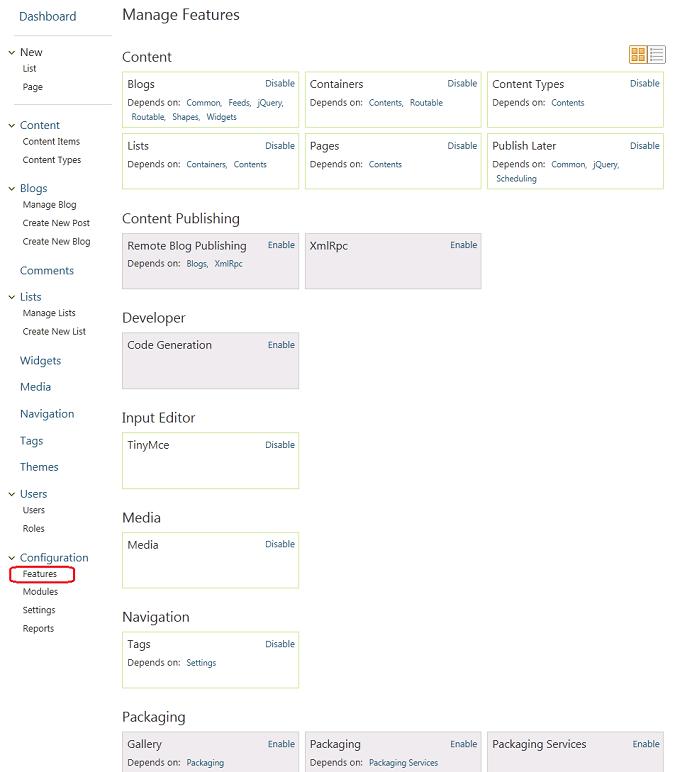 Dashboard
New
List
Page
Content
Content Items
Content Types
Blogs
Manage Blog
Create New Post
Create New Blog
Comments
Lists
Manage Lists
Create New List
Widgets
Media
Navigation
Tags
Themes
Users
Users
Roles
Configuration
Features
Modules
Settings
Reports
Manage Features
Content
Blogs Disable
Depends on: Common, Feeds, jQuery,
Routable, Shapes, Widgets
Containers Disable
Depends on: Contents, Routable
Content Types Disable
Depends on: Contents
Lists Disable
Depends on: Containers, Contents
Pages Disable
Depends on: Contents
Publish Later Disable
Depends on: Common, jQuery,
Scheduling
Content Publishing
Remote Blog Publishing Enable
Depends on: Blogs, XmlRpc
XmlRpc Enable
Developer
Code Generation Enable
Input Editor
TinyMce Disable
Media
Media Disable
Navigation
Tags Disable
Depends on: Settings
Packaging
Gallery Enable
Depends on: Packaging
Packaging Enable
Depends on: Packaging Services
Packaging Services Enable